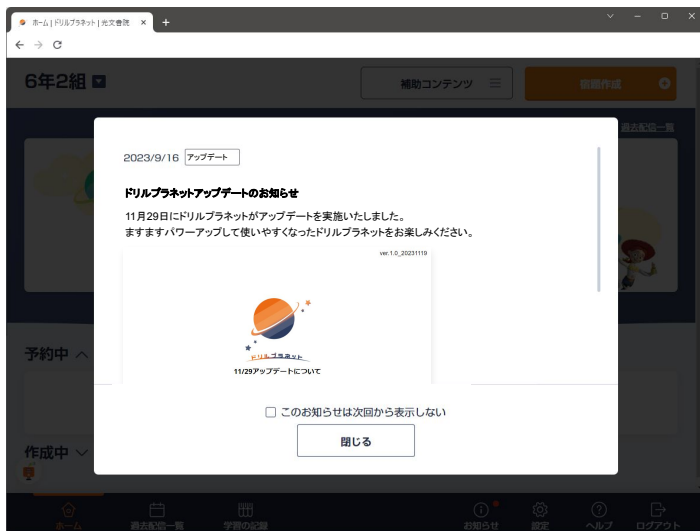 ホーム | ドリルプラネット | 光文書院
6年2組
補助コンテンツ
宿題作成
過去配信一覧
2023/9/16 アップデート
ドリルプラネットアップデートのお知らせ
11月29日にドリルプラネットがアップデートを実施いたしました。
ますますパワーアップして使いやすくなったドリルプラネットをお楽しみください。
ver.1.0_20231119
ドリルプラネット
11/29アップデートについて
予約中
このお知らせは次回から表示しない
閉じる
作成中
ホーム
過去配信一覧
学習の記録
お知らせ
設定
ヘルプ
ログアウト